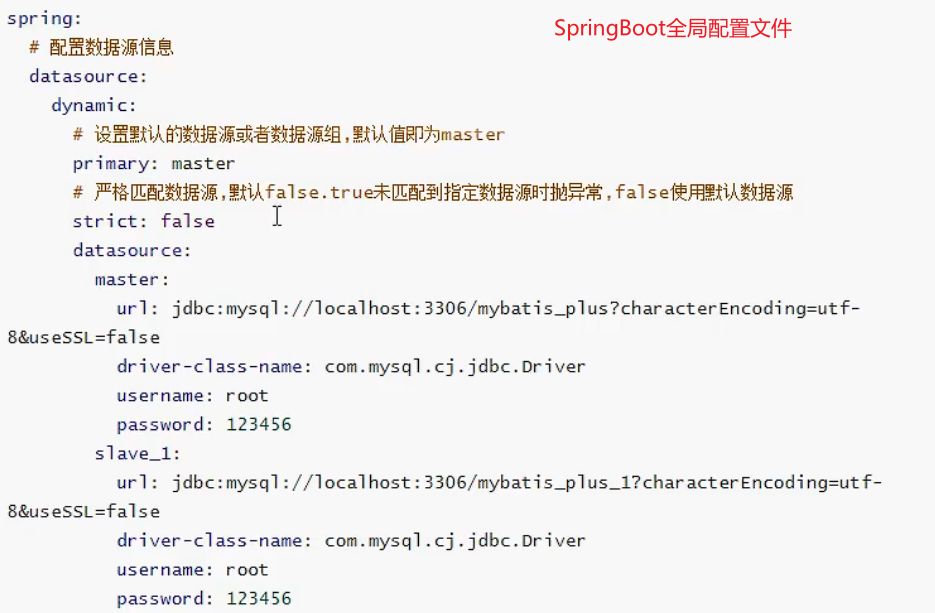 spring:
SpringBoot全局配置文件
# 配置数据源信息
datasource:
dynamic:
# 设置默认的数据源或者数据源组,默认值即为master
primary: master
# 严格匹配数据源,默认false.true未匹配到指定数据源时抛异常,false使用默认数据源
strict: false
datasource:
master:
url: jdbc:mysql://localhost:3306/mybatis_plus?characterEncoding=utf-
8&useSSL=false
driver-class-name: com.mysql.cj.jdbc.Driver
username: root
password: 123456
slave_1:
url: jdbc:mysql://localhost:3306/mybatis_plus_1?characterEncoding=utf-
8&useSSL=false
driver-class-name: com.mysql.cj.jdbc.Driver
username: root
password: 123456